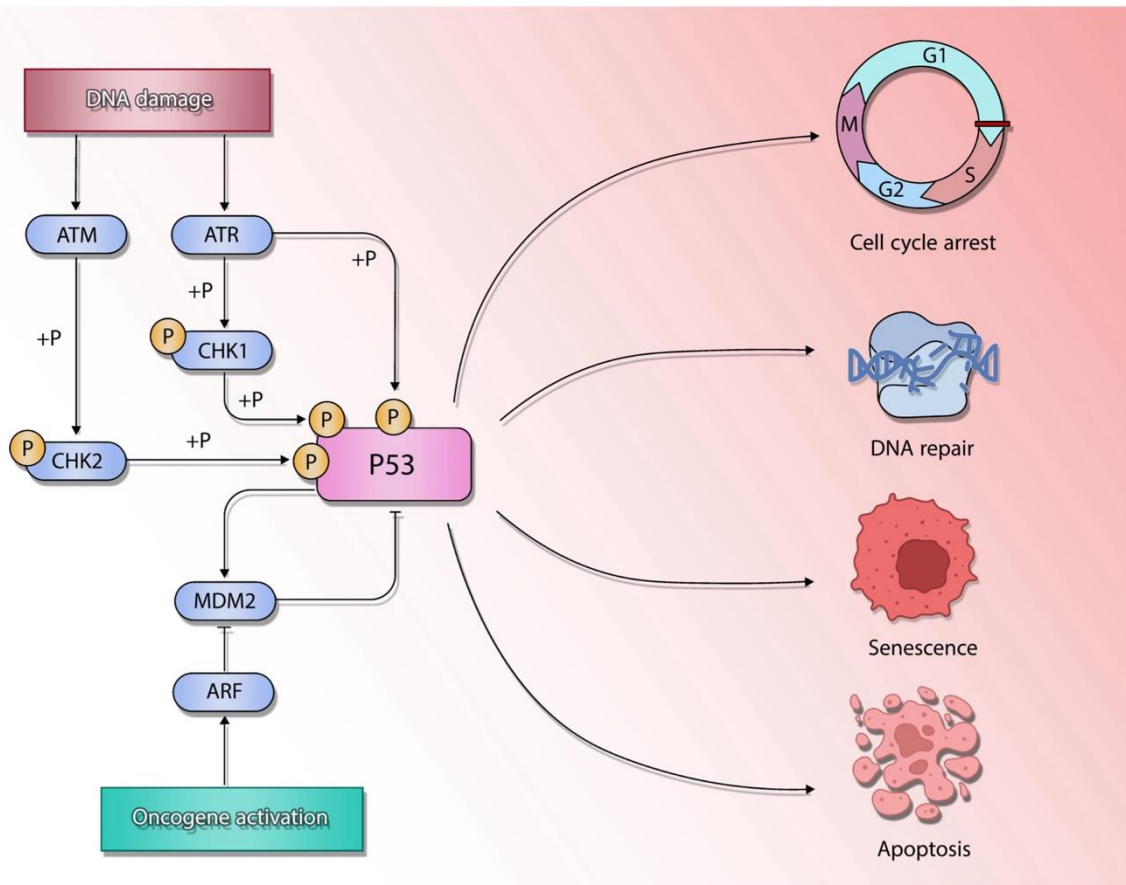 DNA damage
G1
M
S
G2
Cell cycle arrest
ATM
ATR
+P
+P
+P
P
CHK1
+P
P
P
P
CHK2
+P
P
P53
DNA repair
MDM2
Senescence
ARF
Oncogene activation
Apoptosis